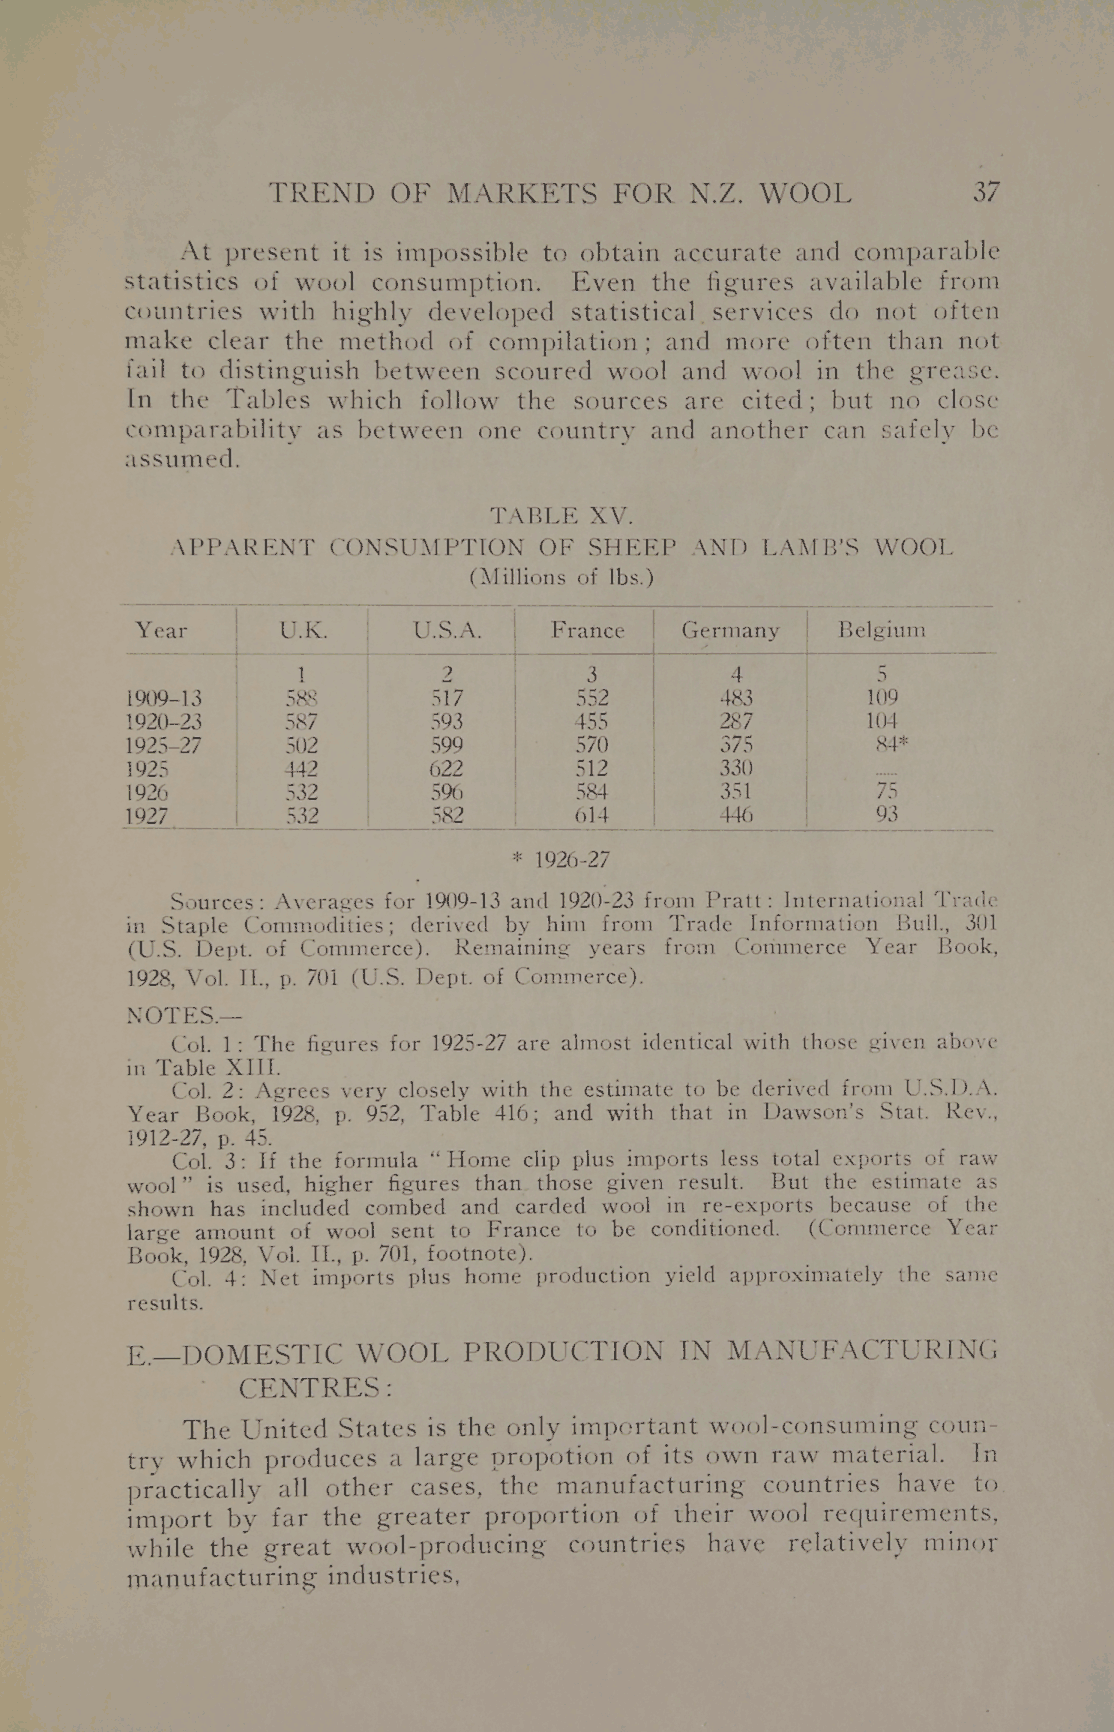 TREND OF MARKETS FOR N.Z. WOOL 37
At present it is impossible to obtain accurate and comparable
statistics of wool consumption. Even the figures available from
countries with highly developed statistical services do not often
make clear the method of compilation; and more often than not
fail to distinguish between scoured wool and wool in the grease.
In the Tables which follow the sources are cited; but no close
comparability as between one country and another can safely be
assumed.
TABLE XV.
APPARENT CONSUMPTION OF SHEEP AND LAMB'S WOOL
(Millions of lbs.)
Year U.K. U.S.A. France Germany Belgium
1 2 3 4 5
1909–13 588 517 552 483 109
1920–23 587 593 455 287 104
1925–27 502 599 570 375 84*
1925 442 622 512 330 ......
1926 532 596 584 351 75
1927 532 582 614 446 93
* 1926-27
Sources: Averages for 1909-13 and 1920-23 from Pratt: International Trade
in Staple Commodities; derived by him from Trade Information Bull., 301
(U.S. Dept. of Commerce). Remaining years from Commerce Year Book,
1928, Vol. II., p. 701 (U.S. Dept. of Commerce).
NOTES.—
Col. 1: The figures for 1925-27 are almost identical with those given above
in Table XIII.
Col. 2: Agrees very closely with the estimate to be derived from U.S.D.A.
Year Book, 1928, p. 952, Table 416; and with that in Dawson's Stat. Rev.,
1912-27, p. 45.
Col. 3: If the formula “Home clip plus imports less total exports of raw
wool” is used, higher figures than those given result. But the estimate as
shown has included combed and carded wool in re-exports because of the
large amount of wool sent to France to be conditioned. (Commerce Year
Book, 1928, Vol. II., p. 701, footnote).
Col. 4: Net imports plus home production yield approximately the same
results.
E.—DOMESTIC WOOL PRODUCTION IN MANUFACTURING
CENTRES:
The United States is the only important wool-consuming coun-
try which produces a large propotion of its own raw material. In
practically all other cases, the manufacturing countries have to
import by far the greater proportion of their wool requirements,
while the great wool-producing countries have relatively minor
manufacturing industries,